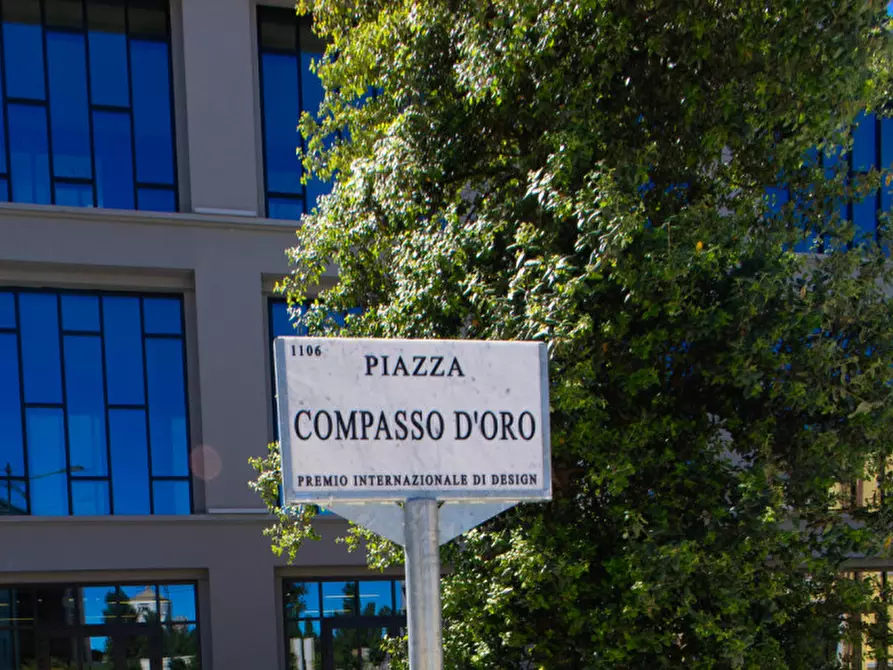 1106
PIAZZA
COMPASSO D'ORO
PREMIO INTERNAZIONALE DI DESIGN